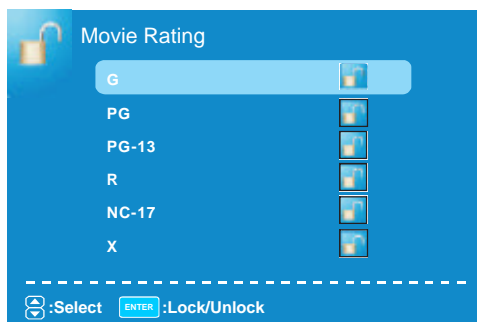 Movie Rating
G
PG
PG-13
R
NC-17
X
:Select ENTER :Lock/Unlock